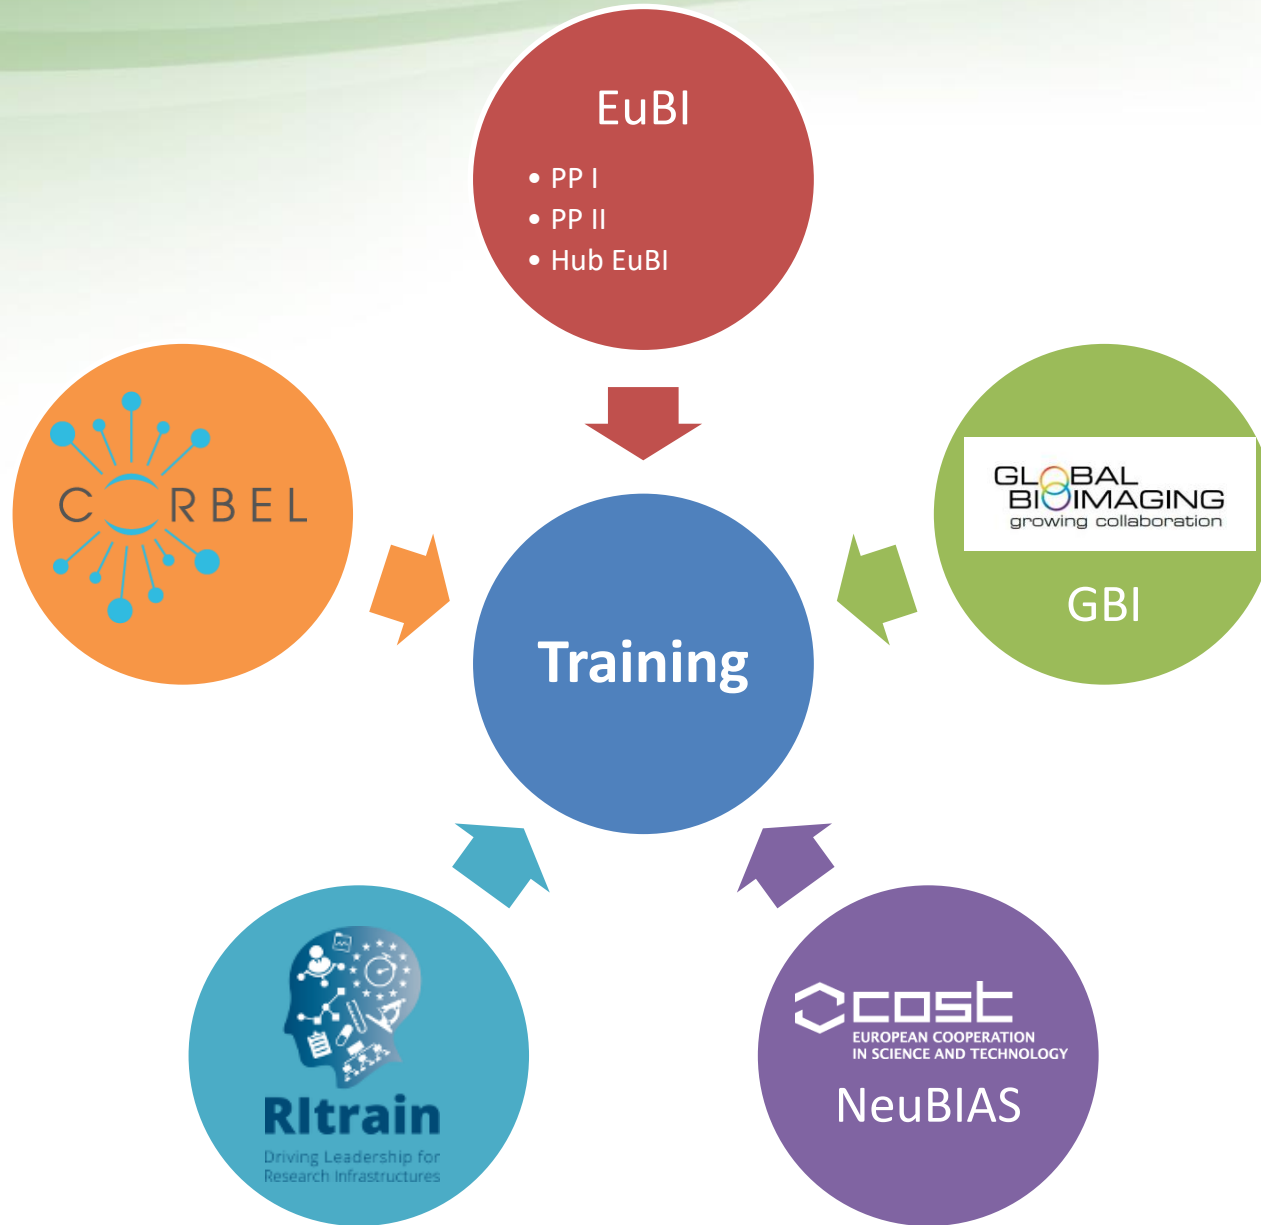 EuBI
• PP I
• PP II
• Hub EuBI
CORBEL
GLOBAL
BIOIMAGING
growing collaboration
GBI
Training
RItrain
Driving Leadership for
Research Infrastructures
cost
EUROPEAN COOPERATION
IN SCIENCE AND TECHNOLOGY
NeuBIAS